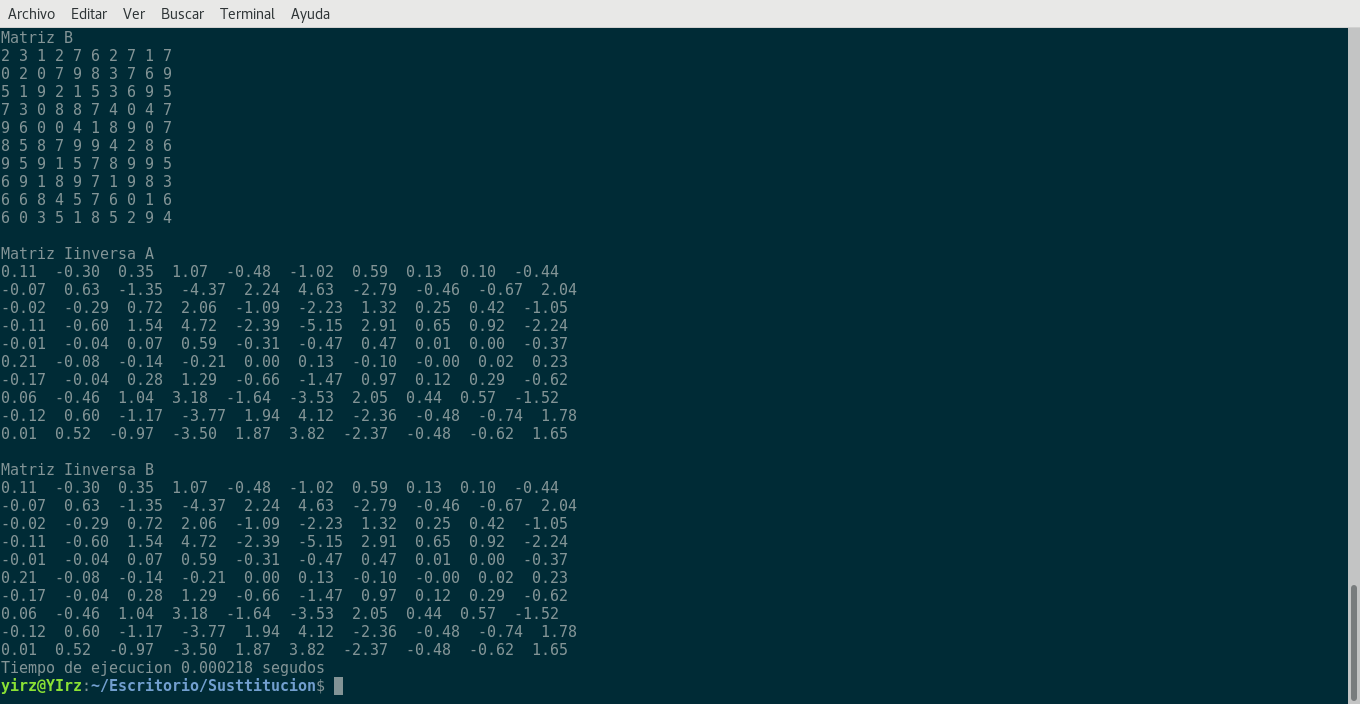 Archivo Editar Ver Buscar Terminal Ayuda
Matriz B
2 3 1 2 7 6 2 7 1 7
0 2 0 7 9 8 3 7 6 9
5 1 9 2 1 5 3 6 9 5
7 3 0 8 8 7 4 0 4 7
9 6 0 0 4 1 8 9 0 7
8 5 8 7 9 9 4 2 8 6
9 5 9 1 5 7 8 9 9 5
6 9 1 8 9 7 1 9 8 3
6 6 8 4 5 7 6 0 1 6
6 0 3 5 1 8 5 2 9 4
Matriz Iinversa A
0.11 -0.30 0.35 1.07 -0.48 -1.02 0.59 0.13 0.10 -0.44
-0.07 0.63 -1.35 -4.37 2.24 4.63 -2.79 -0.46 -0.67 2.04
-0.02 -0.29 0.72 2.06 -1.09 -2.23 1.32 0.25 0.42 -1.05
-0.11 -0.60 1.54 4.72 -2.39 -5.15 2.91 0.65 0.92 -2.24
-0.01 -0.04 0.07 0.59 -0.31 -0.47 0.47 0.01 0.00 -0.37
0.21 -0.08 -0.14 -0.21 0.00 0.13 -0.10 -0.00 0.02 0.23
-0.17 -0.04 0.28 1.29 -0.66 -1.47 0.97 0.12 0.29 -0.62
0.06 -0.46 1.04 3.18 -1.64 -3.53 2.05 0.44 0.57 -1.52
-0.12 0.60 -1.17 -3.77 1.94 4.12 -2.36 -0.48 -0.74 1.78
0.01 0.52 -0.97 -3.50 1.87 3.82 -2.37 -0.48 -0.62 1.65
Matriz Iinversa B
0.11 -0.30 0.35 1.07 -0.48 -1.02 0.59 0.13 0.10 -0.44
-0.07 0.63 -1.35 -4.37 2.24 4.63 -2.79 -0.46 -0.67 2.04
-0.02 -0.29 0.72 2.06 -1.09 -2.23 1.32 0.25 0.42 -1.05
-0.11 -0.60 1.54 4.72 -2.39 -5.15 2.91 0.65 0.92 -2.24
-0.01 -0.04 0.07 0.59 -0.31 -0.47 0.47 0.01 0.00 -0.37
0.21 -0.08 -0.14 -0.21 0.00 0.13 -0.10 -0.00 0.02 0.23
-0.17 -0.04 0.28 1.29 -0.66 -1.47 0.97 0.12 0.29 -0.62
0.06 -0.46 1.04 3.18 -1.64 -3.53 2.05 0.44 0.57 -1.52
-0.12 0.60 -1.17 -3.77 1.94 4.12 -2.36 -0.48 -0.74 1.78
0.01 0.52 -0.97 -3.50 1.87 3.82 -2.37 -0.48 -0.62 1.65
Tiempo de ejecucion 0.000218 segudos
yirz@YIrz:~/Escritorio/Susttitucion$